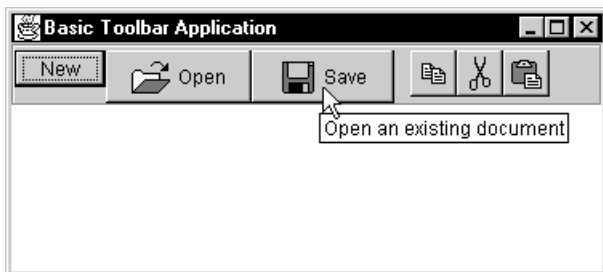 Basic Toolbar Application
New Open Save
Open an existing document